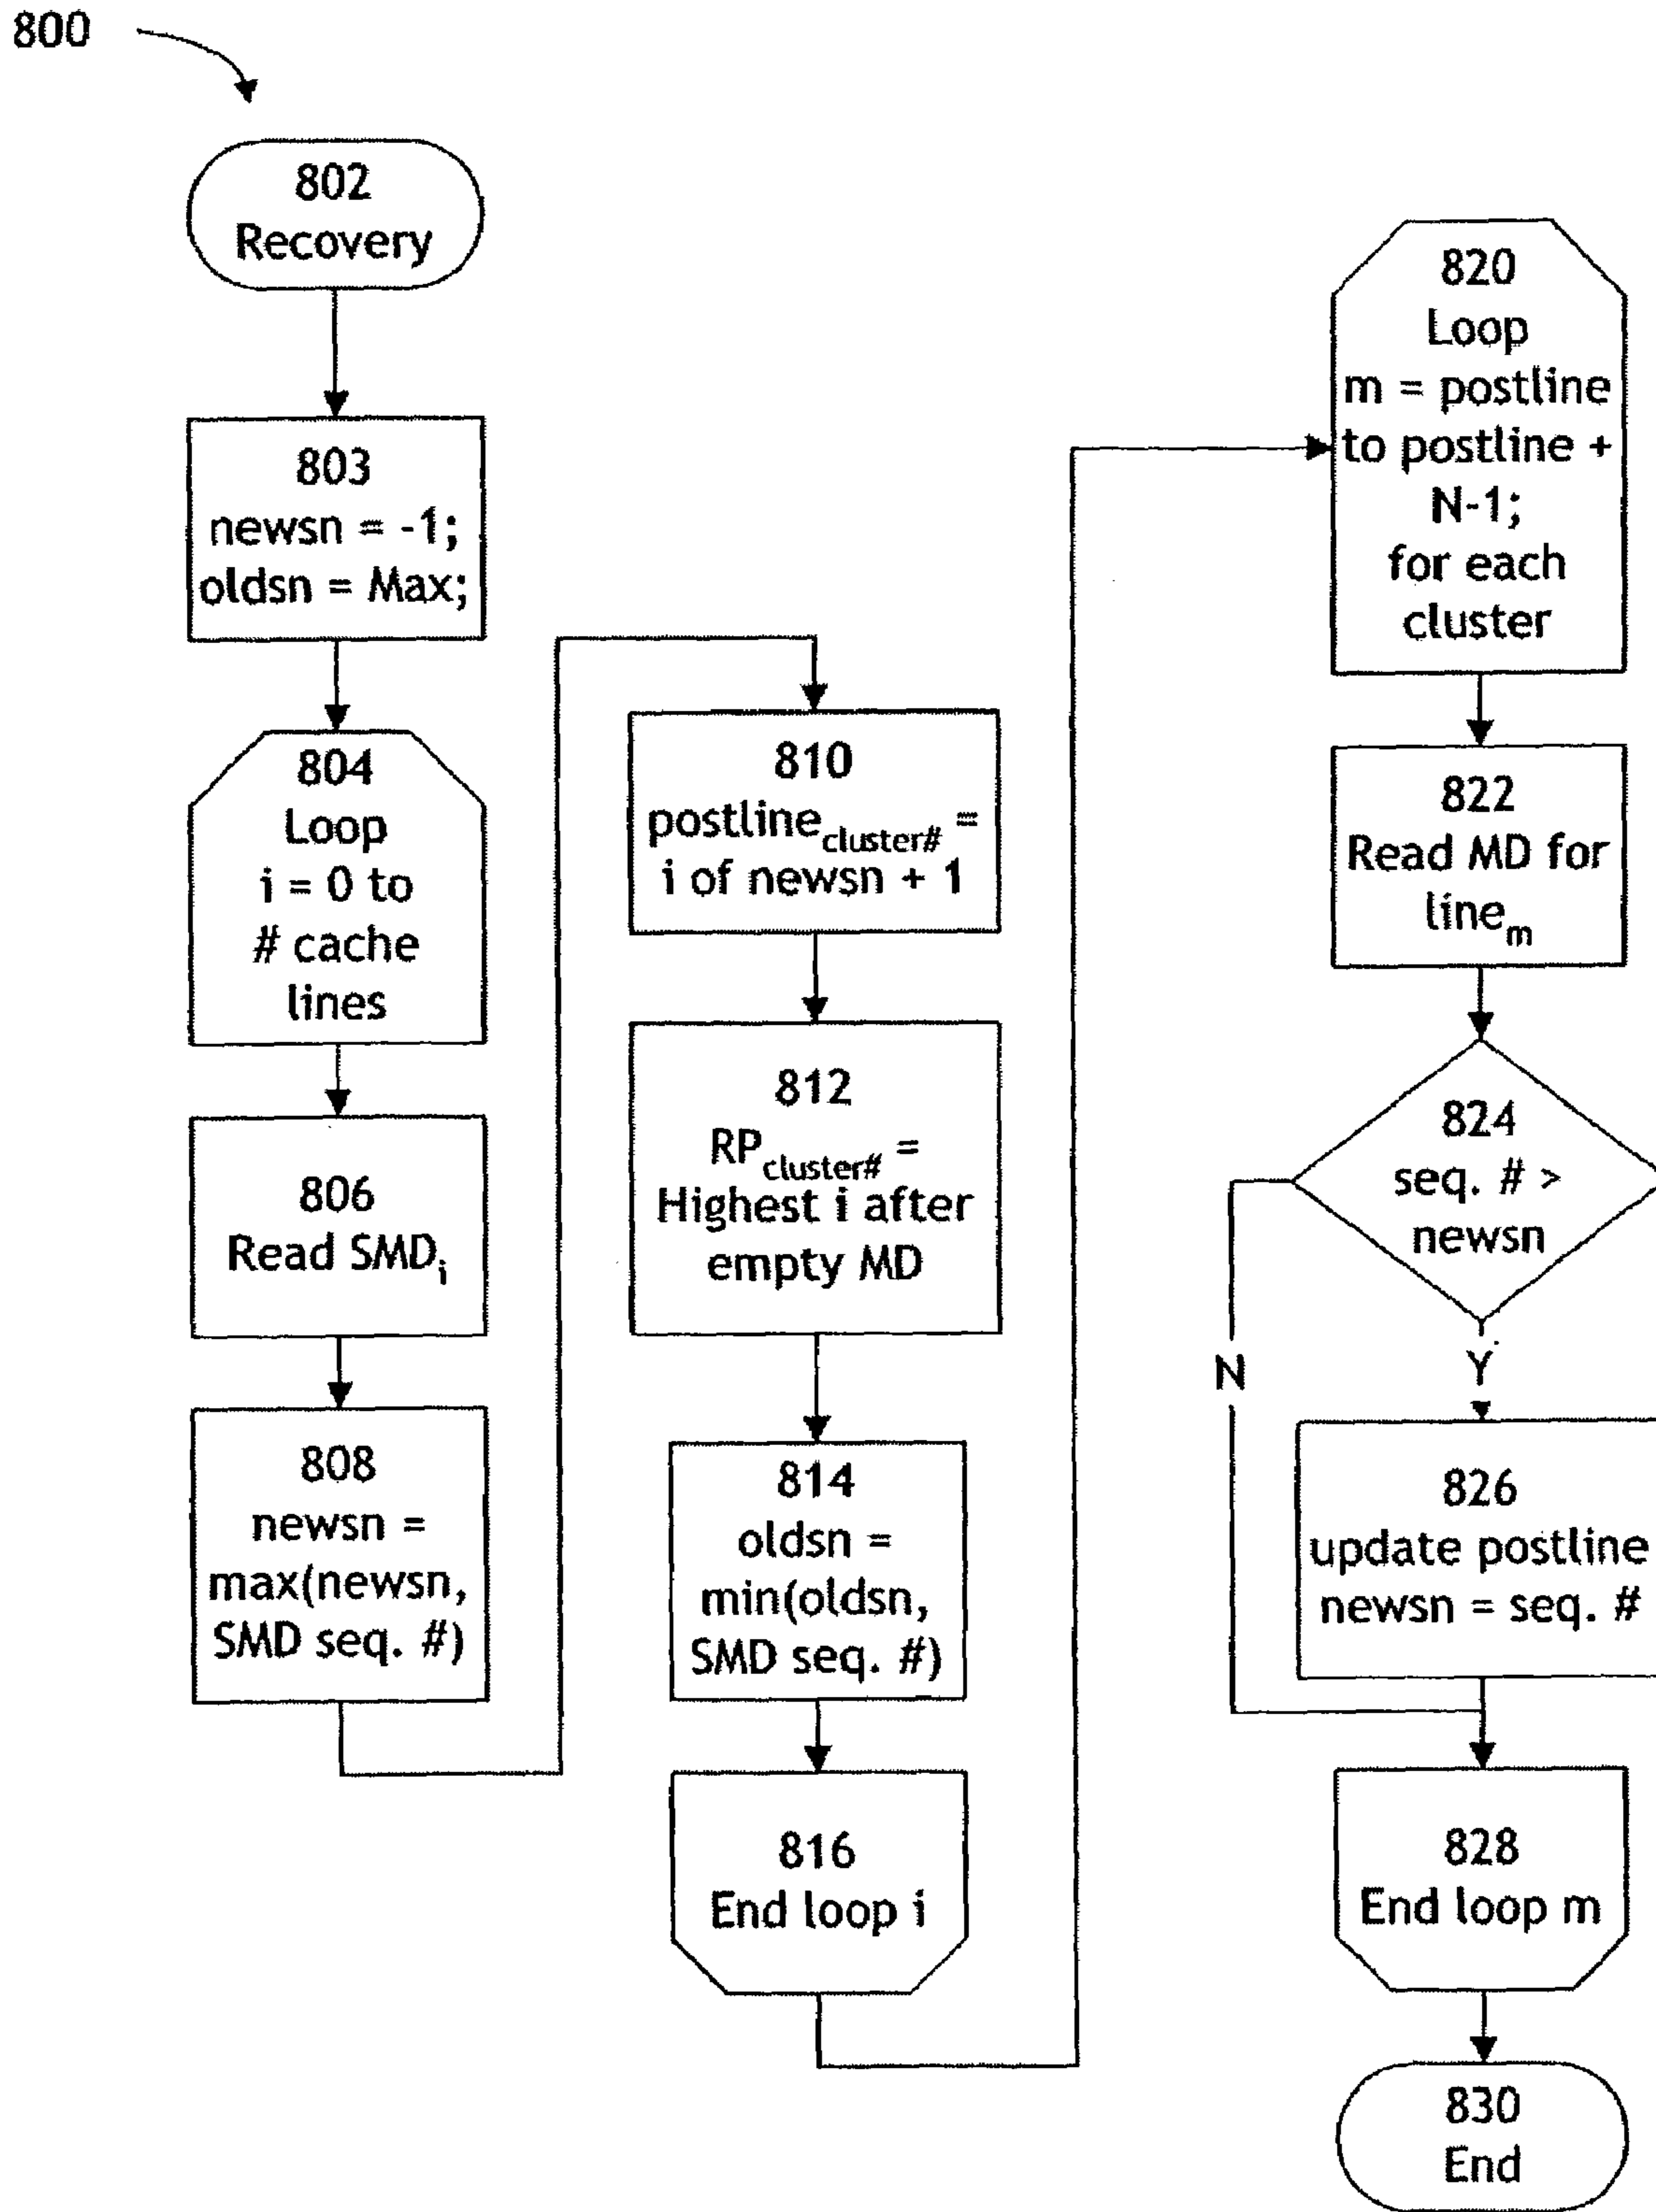 800
802
Recovery
803
newsn = -1;
oldsn = Max;
804
Loop
i = 0 to
# cache
lines
806
Read SMDi
808
newsn =
max(newsn,
SMD seq. #)
810
postlinecluster# =
i of newsn + 1
812
RPcluster# =
Highest i after
empty MD
814
oldsn =
min(oldsn,
SMD seq. #)
816
End loop i
820
Loop
m = postline
to postline +
N-1;
for each
cluster
822
Read MD for
linem
824
seq. # >
newsn
N
Y
826
update postline
newsn = seq. #
828
End loop m
830
End